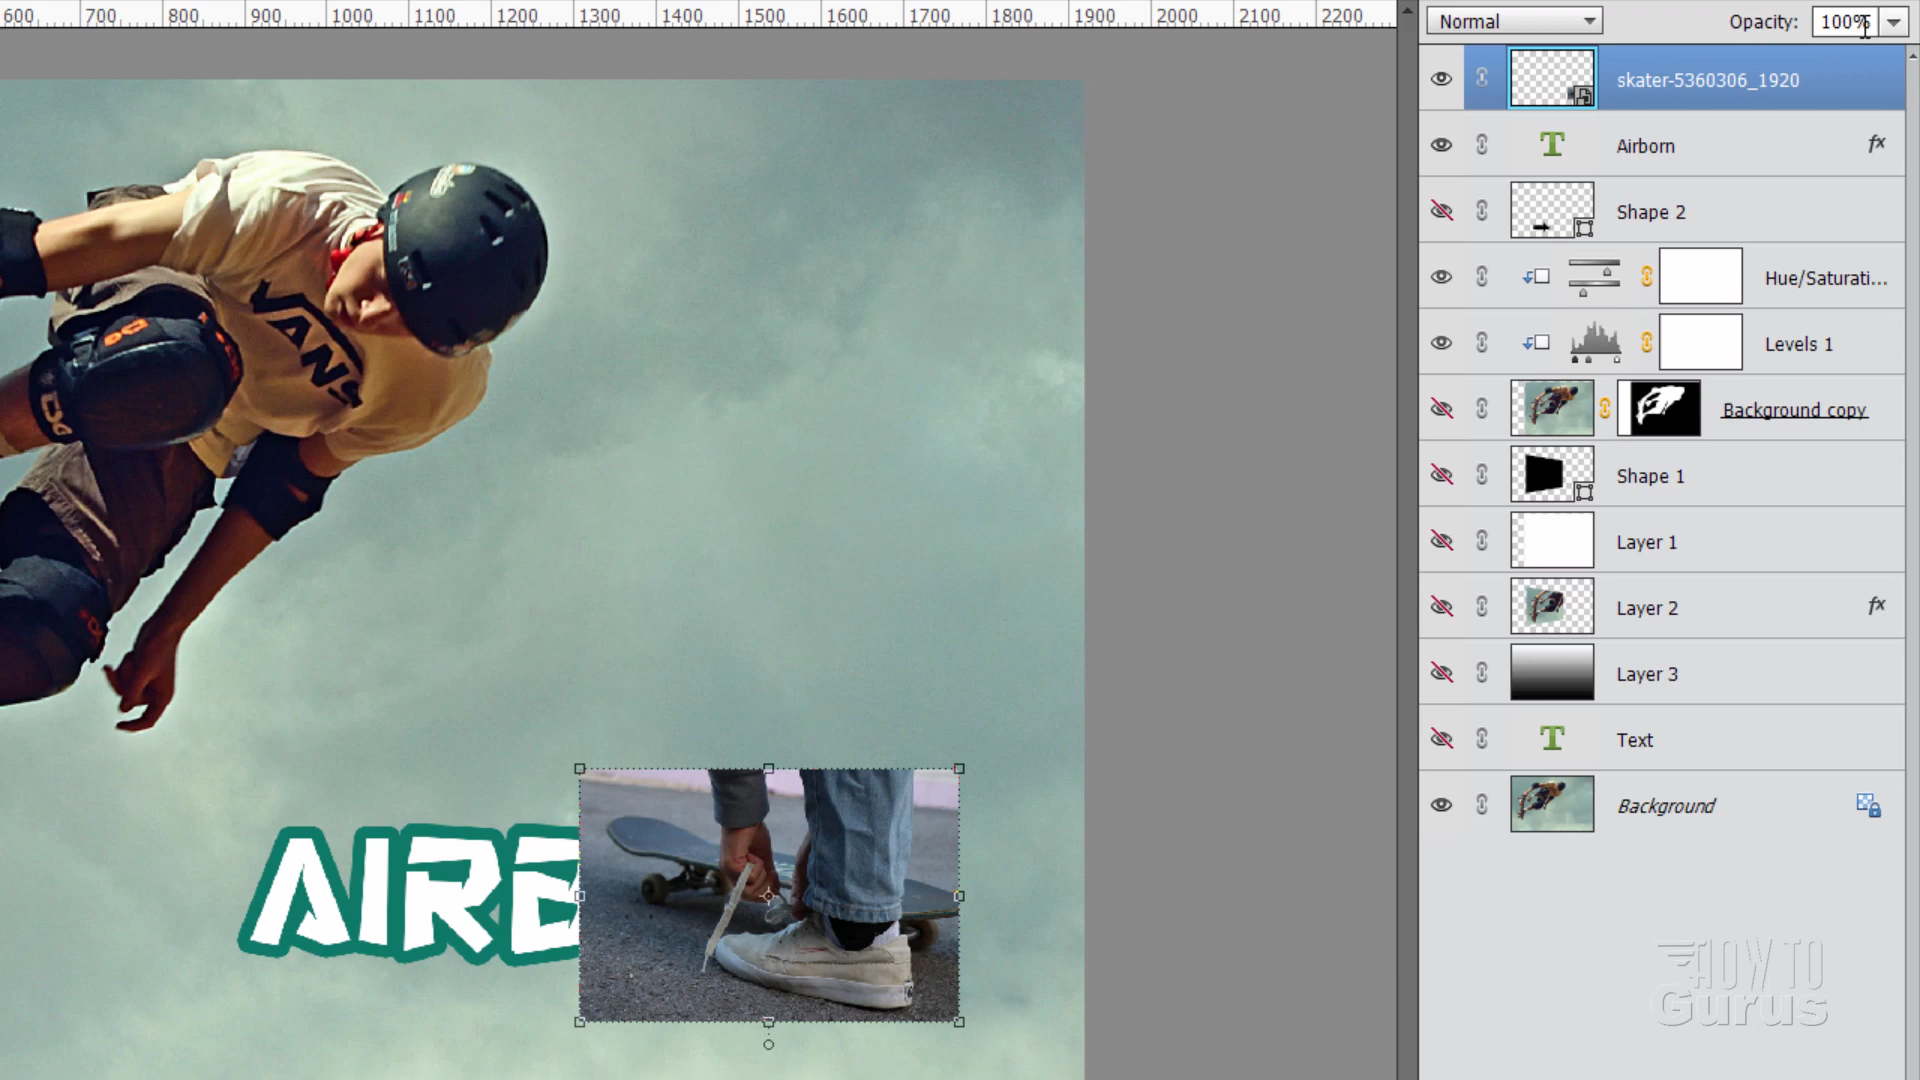 600 700 800 900 1000 1100 1200 1300 1400 1500 1600 1700 1800 1900 2000 2100 2200
Normal Opacity: 100%
skater-5360306_1920
Airborn fx
Shape 2
Hue/Saturati...
Levels 1
Background copy
Shape 1
Layer 1
Layer 2 fx
Layer 3
Text
Background
VANS
AIRB
HOW TO
Gurus